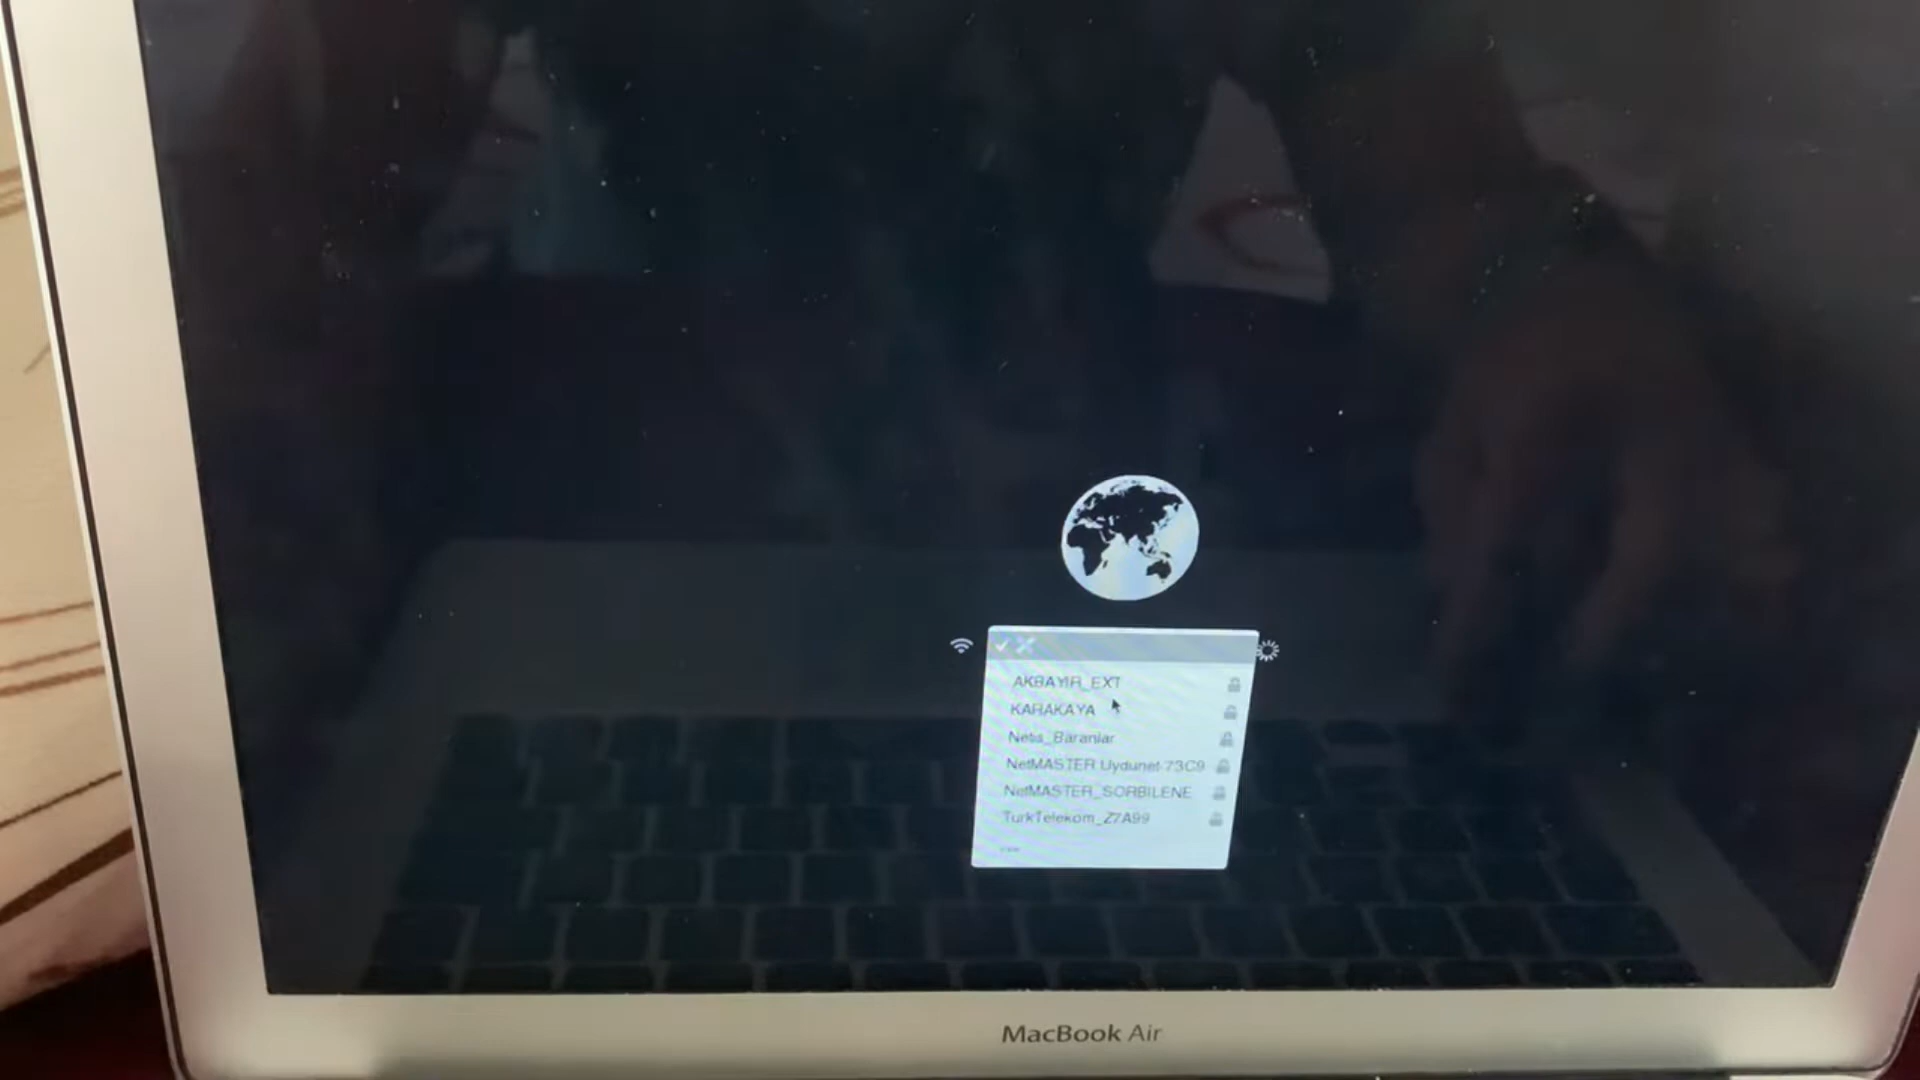 AKBAYIR_EXT
KARAKAYA
Netis_Baranlar
NetMASTER Uydunet-73C9
NetMASTER_SORBILENE
TurkTelekom_Z7A99
MacBook Air